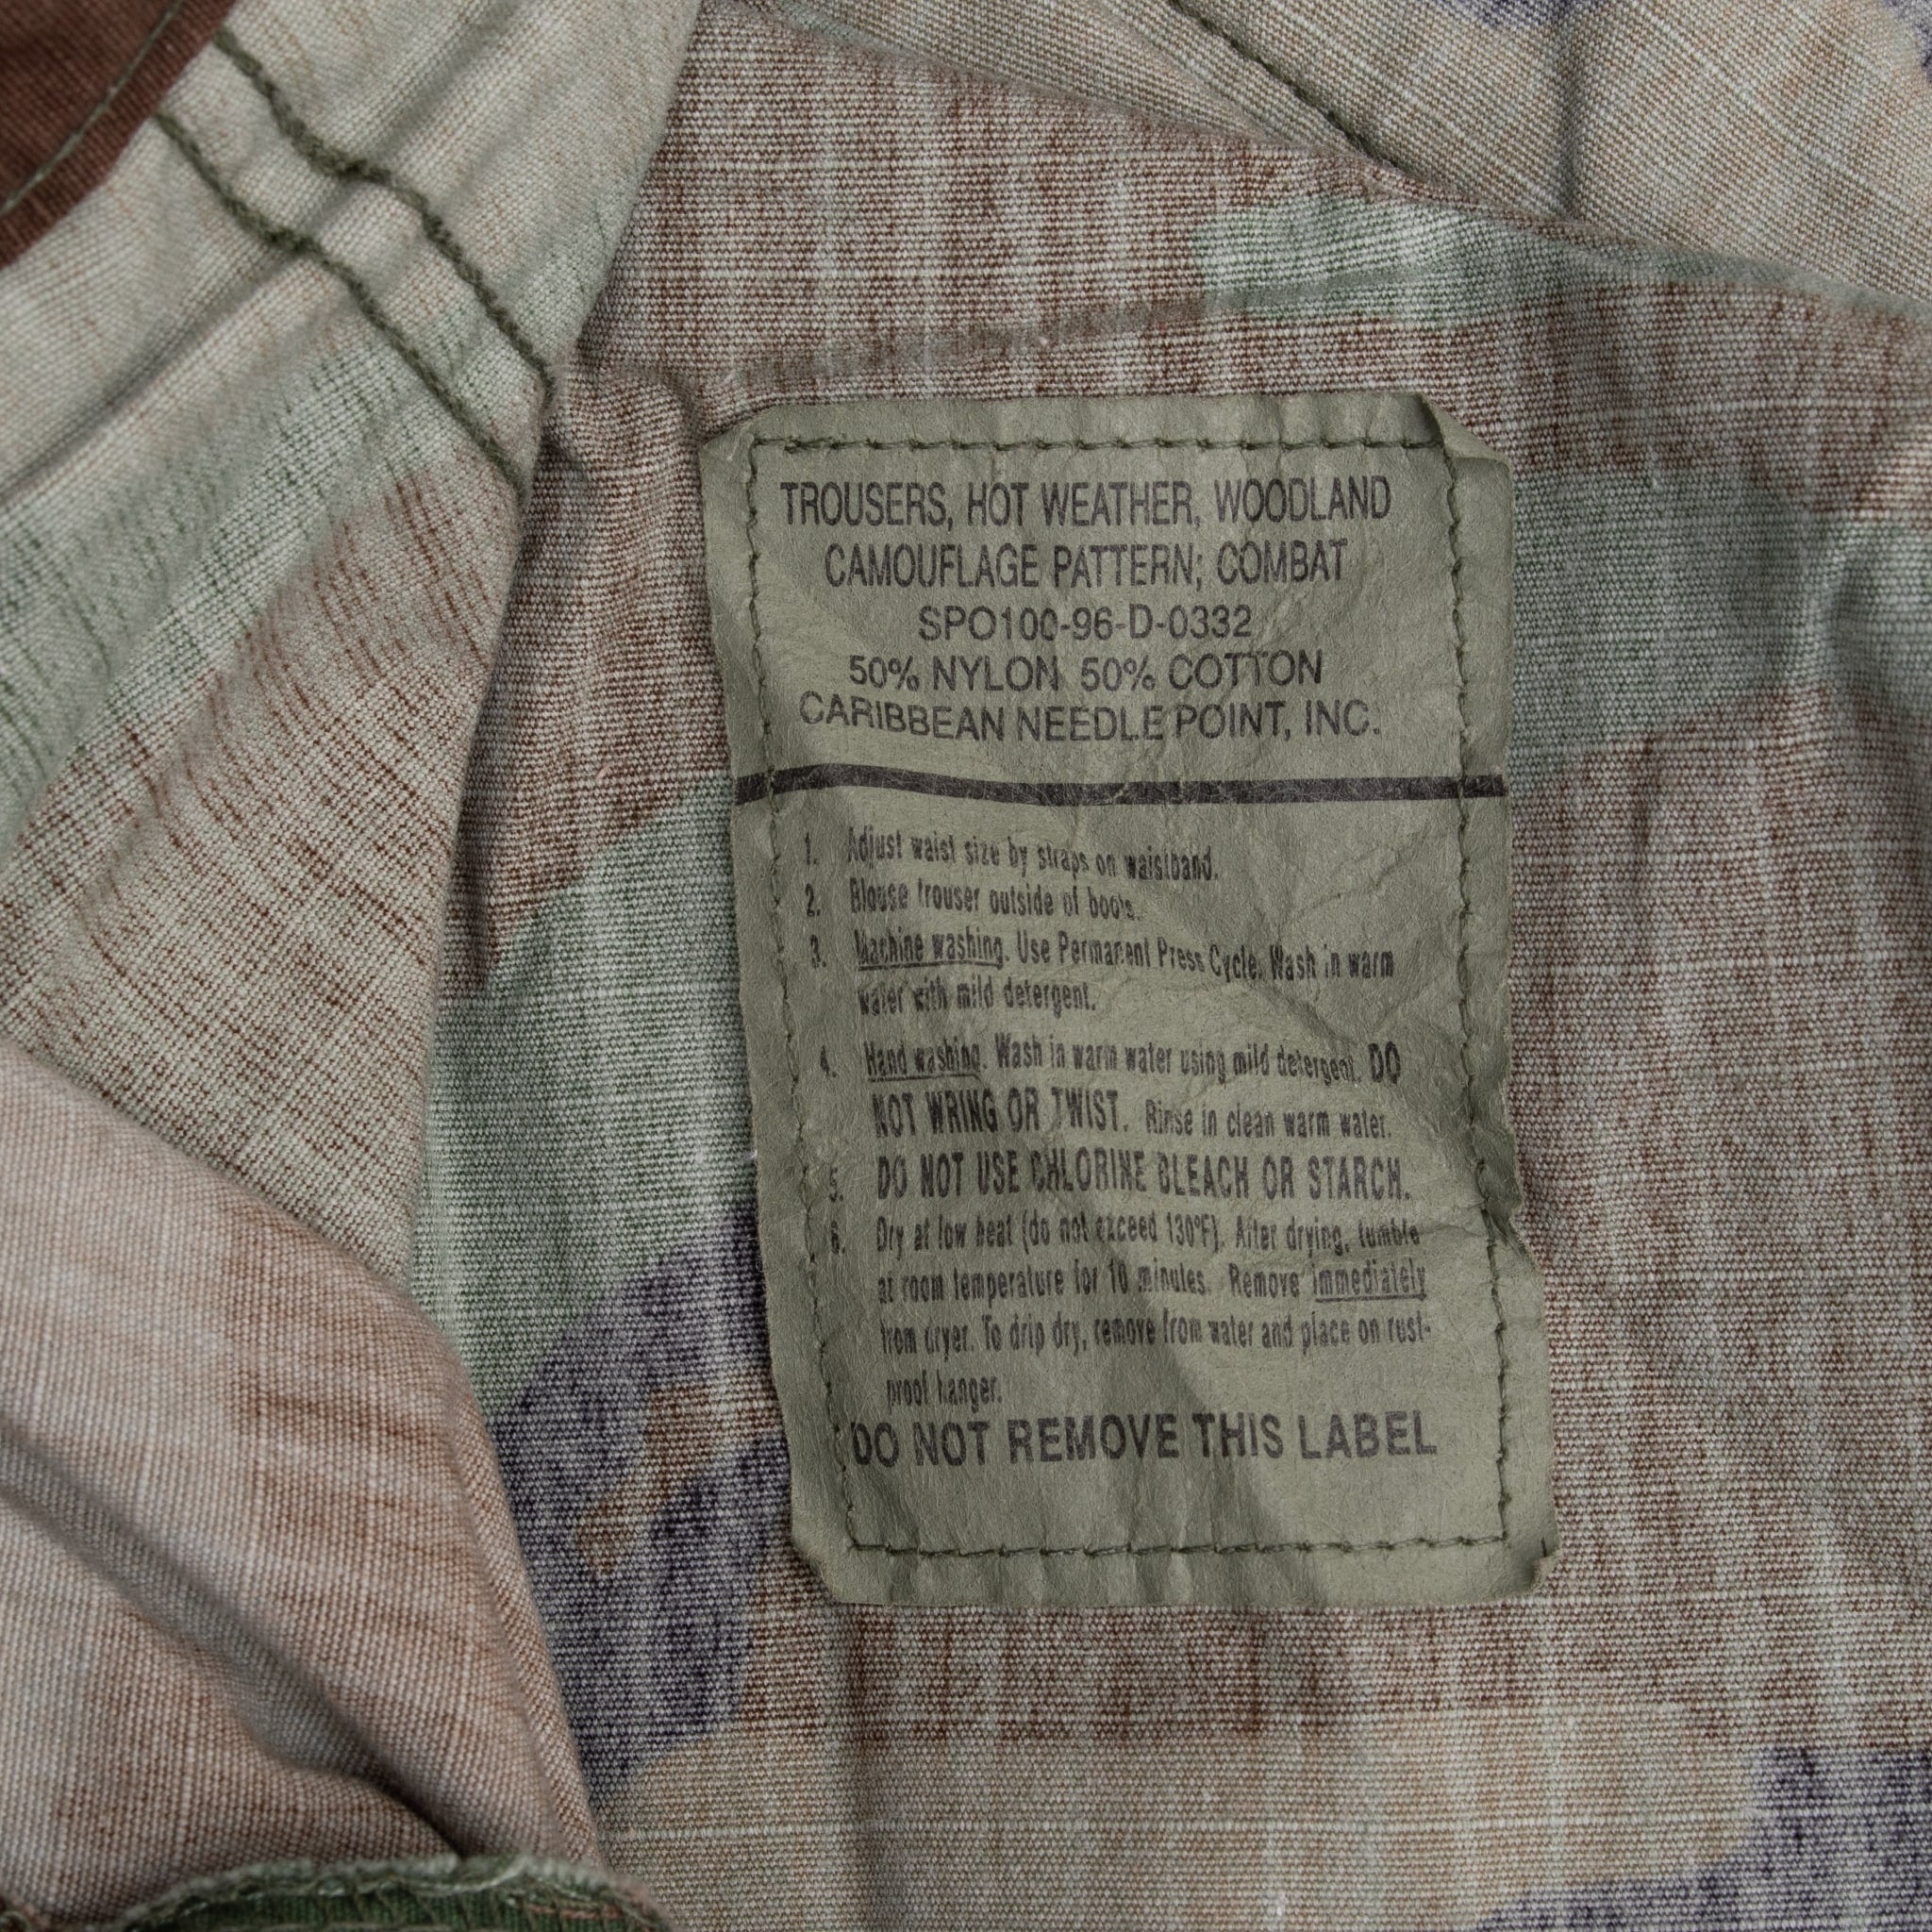 TROUSERS, HOT WEATHER, WOODLAND
CAMOUFLAGE PATTERN; COMBAT
SPO100-96-D-0332
50% NYLON 50% COTTON
CARIBBEAN NEEDLE POINT, INC.
1. Adjust waist size by straps on waistband.
2. Blouse trouser outside of boots.
3. Machine washing. Use Permanent Press Cycle. Wash in warm
water with mild detergent.
4. Hand washing. Wash in warm water using mild detergent. DO
NOT WRING OR TWIST. Rinse in clean warm water.
5. DO NOT USE CHLORINE BLEACH OR STARCH.
6. Dry at low heat (do not exceed 130°F). After drying, tumble
at room temperature for 10 minutes. Remove immediately
from dryer. To drip dry, remove from water and place on rust-
proof hanger.
DO NOT REMOVE THIS LABEL